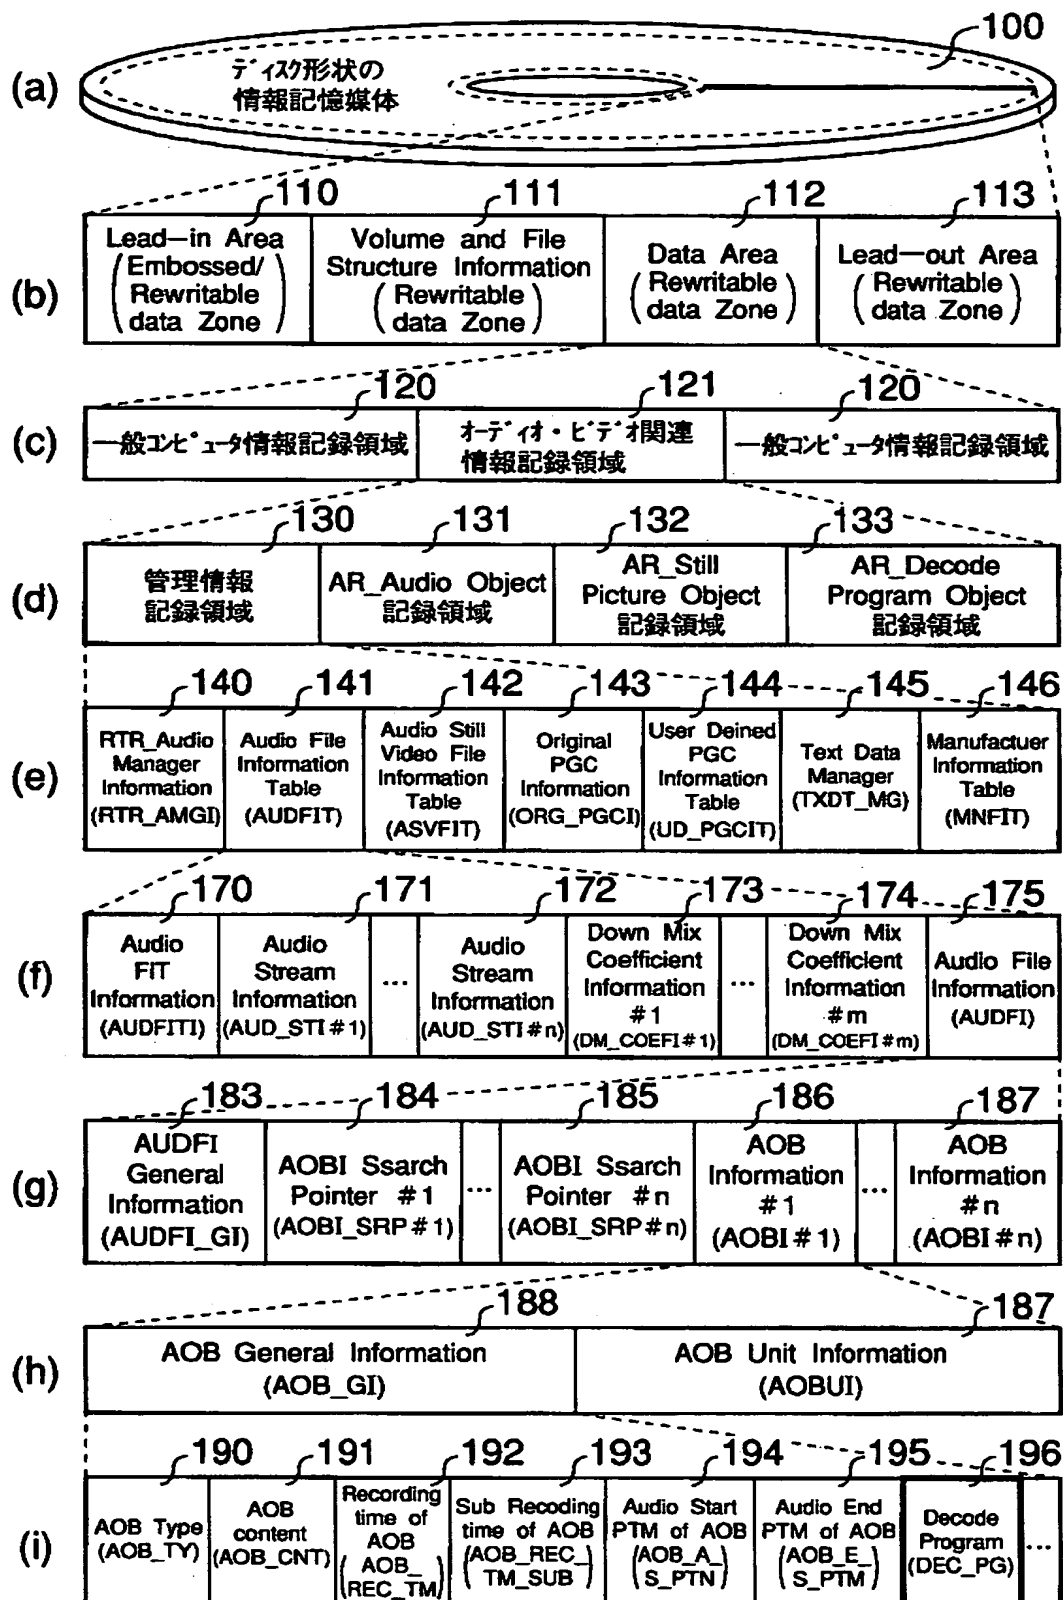 100
(a)
ディスク形状の
情報記憶媒体
110
111
112
113
(b)
Lead-in Area
(Embossed/
Rewritable
data Zone)
Volume and File
Structure Information
(Rewritable
data Zone)
Data Area
(Rewritable
data Zone)
Lead-out Area
(Rewritable
data Zone)
120
121
120
(c)
一般コンピュータ情報記録領域
オーディオ・ビデオ関連
情報記録領域
一般コンピュータ情報記録領域
130
131
132
133
(d)
管理情報
記録領域
AR_Audio Object
記録領域
AR_Still
Picture Object
記録領域
AR_Decode
Program Object
記録領域
140
141
142
143
144
145
146
(e)
RTR_Audio
Manager
Information
(RTR_AMGI)
Audio File
Information
Table
(AUDFIT)
Audio Still
Video File
Information
Table
(ASVFIT)
Original
PGC
Information
(ORG_PGCI)
User Deined
PGC
Information
Table
(UD_PGCIT)
Text Data
Manager
(TXDT_MG)
Manufactuer
Information
Table
(MNFIT)
170
171
172
173
174
175
(f)
Audio
FIT
Information
(AUDFITI)
Audio
Stream
Information
(AUD_STI#1)
...
Audio
Stream
Information
(AUD_STI#n)
Down Mix
Coefficient
Information
#1
(DM_COEFI#1)
...
Down Mix
Coefficient
Information
#m
(DM_COEFI#m)
Audio File
Information
(AUDFI)
183
184
185
186
187
(g)
AUDFI
General
Information
(AUDFI_GI)
AOBI Ssarch
Pointer #1
(AOBI_SRP#1)
...
AOBI Ssarch
Pointer #n
(AOBI_SRP#n)
AOB
Information
#1
(AOBI#1)
...
AOB
Information
#n
(AOBI#n)
188
187
(h)
AOB General Information
(AOB_GI)
AOB Unit Information
(AOBUI)
190
191
192
193
194
195
196
(i)
AOB Type
(AOB_TY)
AOB
content
(AOB_CNT)
Recording
time of
AOB
(AOB_
REC_TM)
Sub Recoding
time of AOB
(AOB_REC_
TM_SUB)
Audio Start
PTM of AOB
(AOB_A_
S_PTN)
Audio End
PTM of AOB
(AOB_E_
S_PTM)
Decode
Program
(DEC_PG)
...